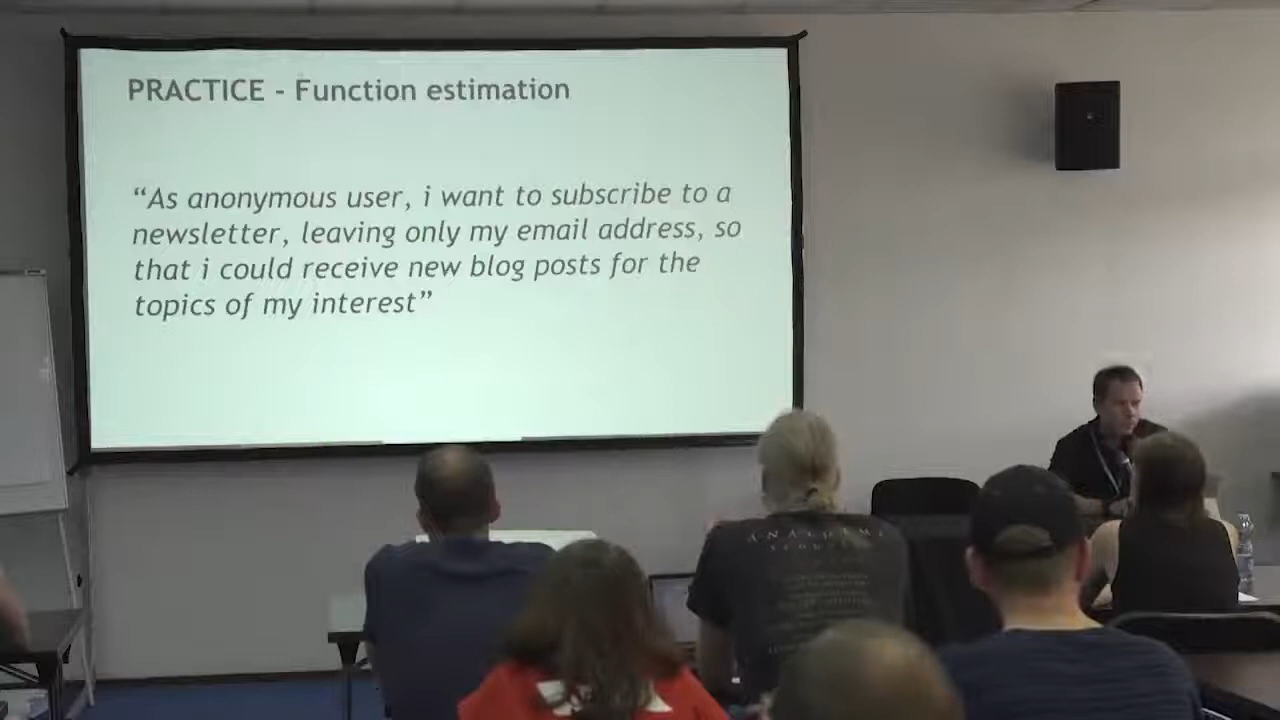 PRACTICE - Function estimation
“As anonymous user, i want to subscribe to a
newsletter, leaving only my email address, so
that i could receive new blog posts for the
topics of my interest”